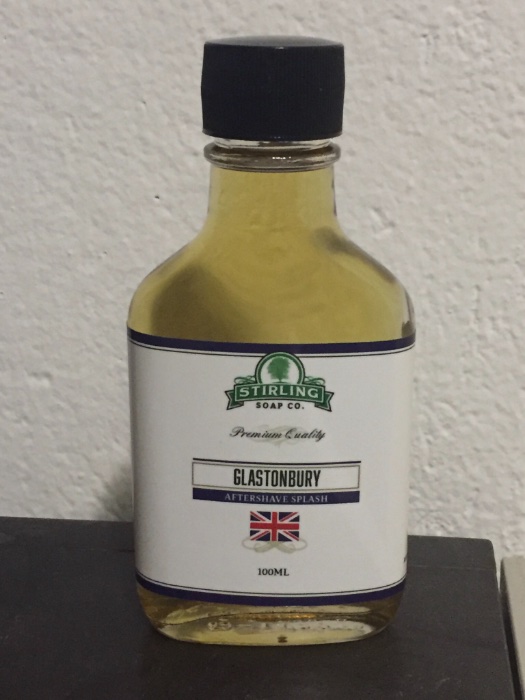 STIRLING
SOAP CO.
Premium Quality
GLASTONBURY
AFTERSHAVE SPLASH
100ML